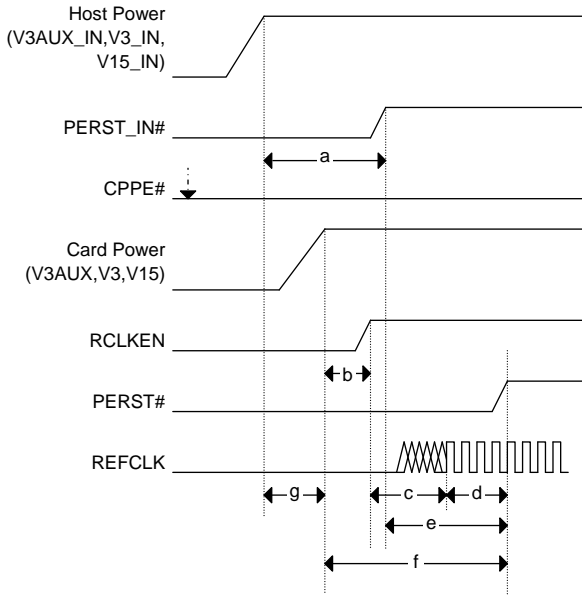 Host Power
(V3AUX_IN,V3_IN,
V15_IN)
PERST_IN#
a
CPPE#
Card Power
(V3AUX,V3,V15)
RCLKEN
b
PERST#
REFCLK
g
c
d
e
f